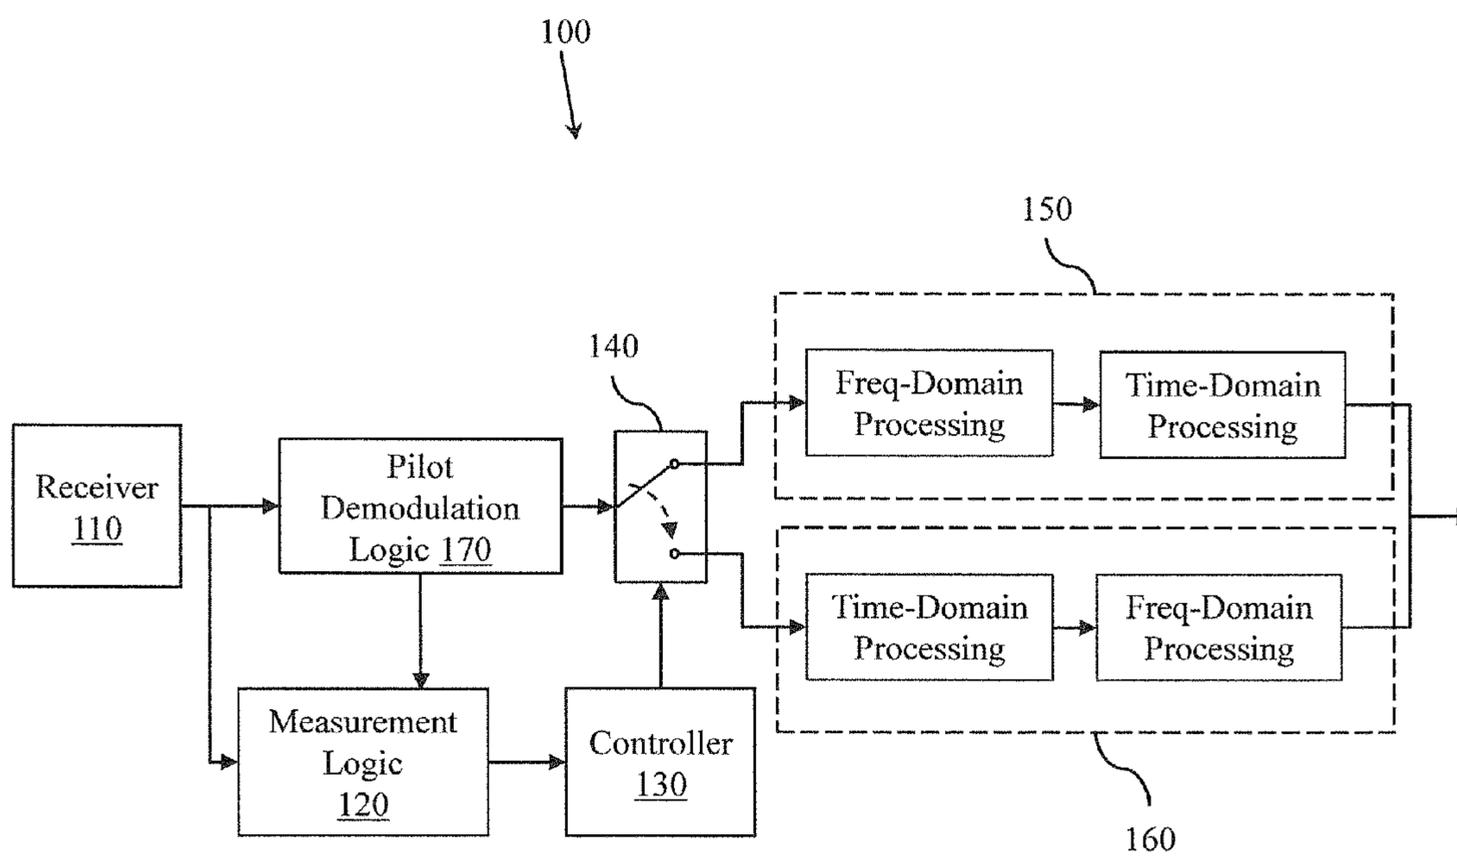 100
150
140
Freq-Domain
Processing
Time-Domain
Processing
Receiver
110
Pilot
Demodulation
Logic 170
Time-Domain
Processing
Freq-Domain
Processing
Measurement
Logic
120
Controller
130
160